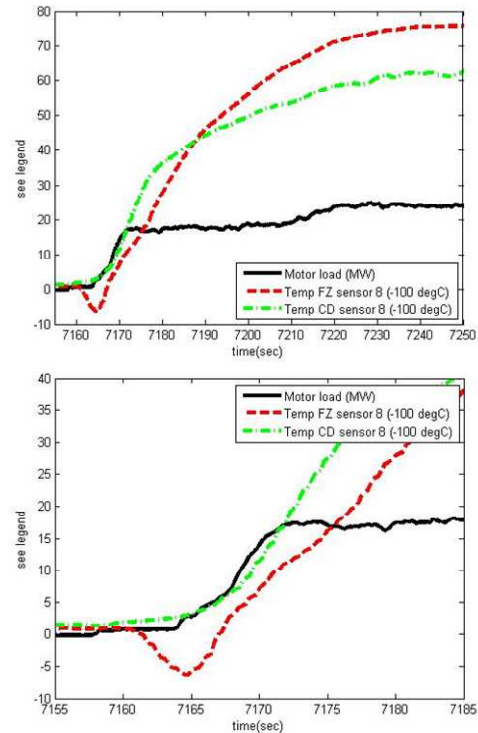 80
70
60
50
40
30
20
10
0
-10
see legend
Motor load (MW)
Temp FZ sensor 8 (-100 degC)
Temp CD sensor 8 (-100 degC)
7160 7170 7180 7190 7200 7210 7220 7230 7240 7250
time(sec)
40
35
30
25
20
15
10
5
0
-5
-10
see legend
Motor load (MW)
Temp FZ sensor 8 (-100 degC)
Temp CD sensor 8 (-100 degC)
7155 7160 7165 7170 7175 7180 7185
time(sec)